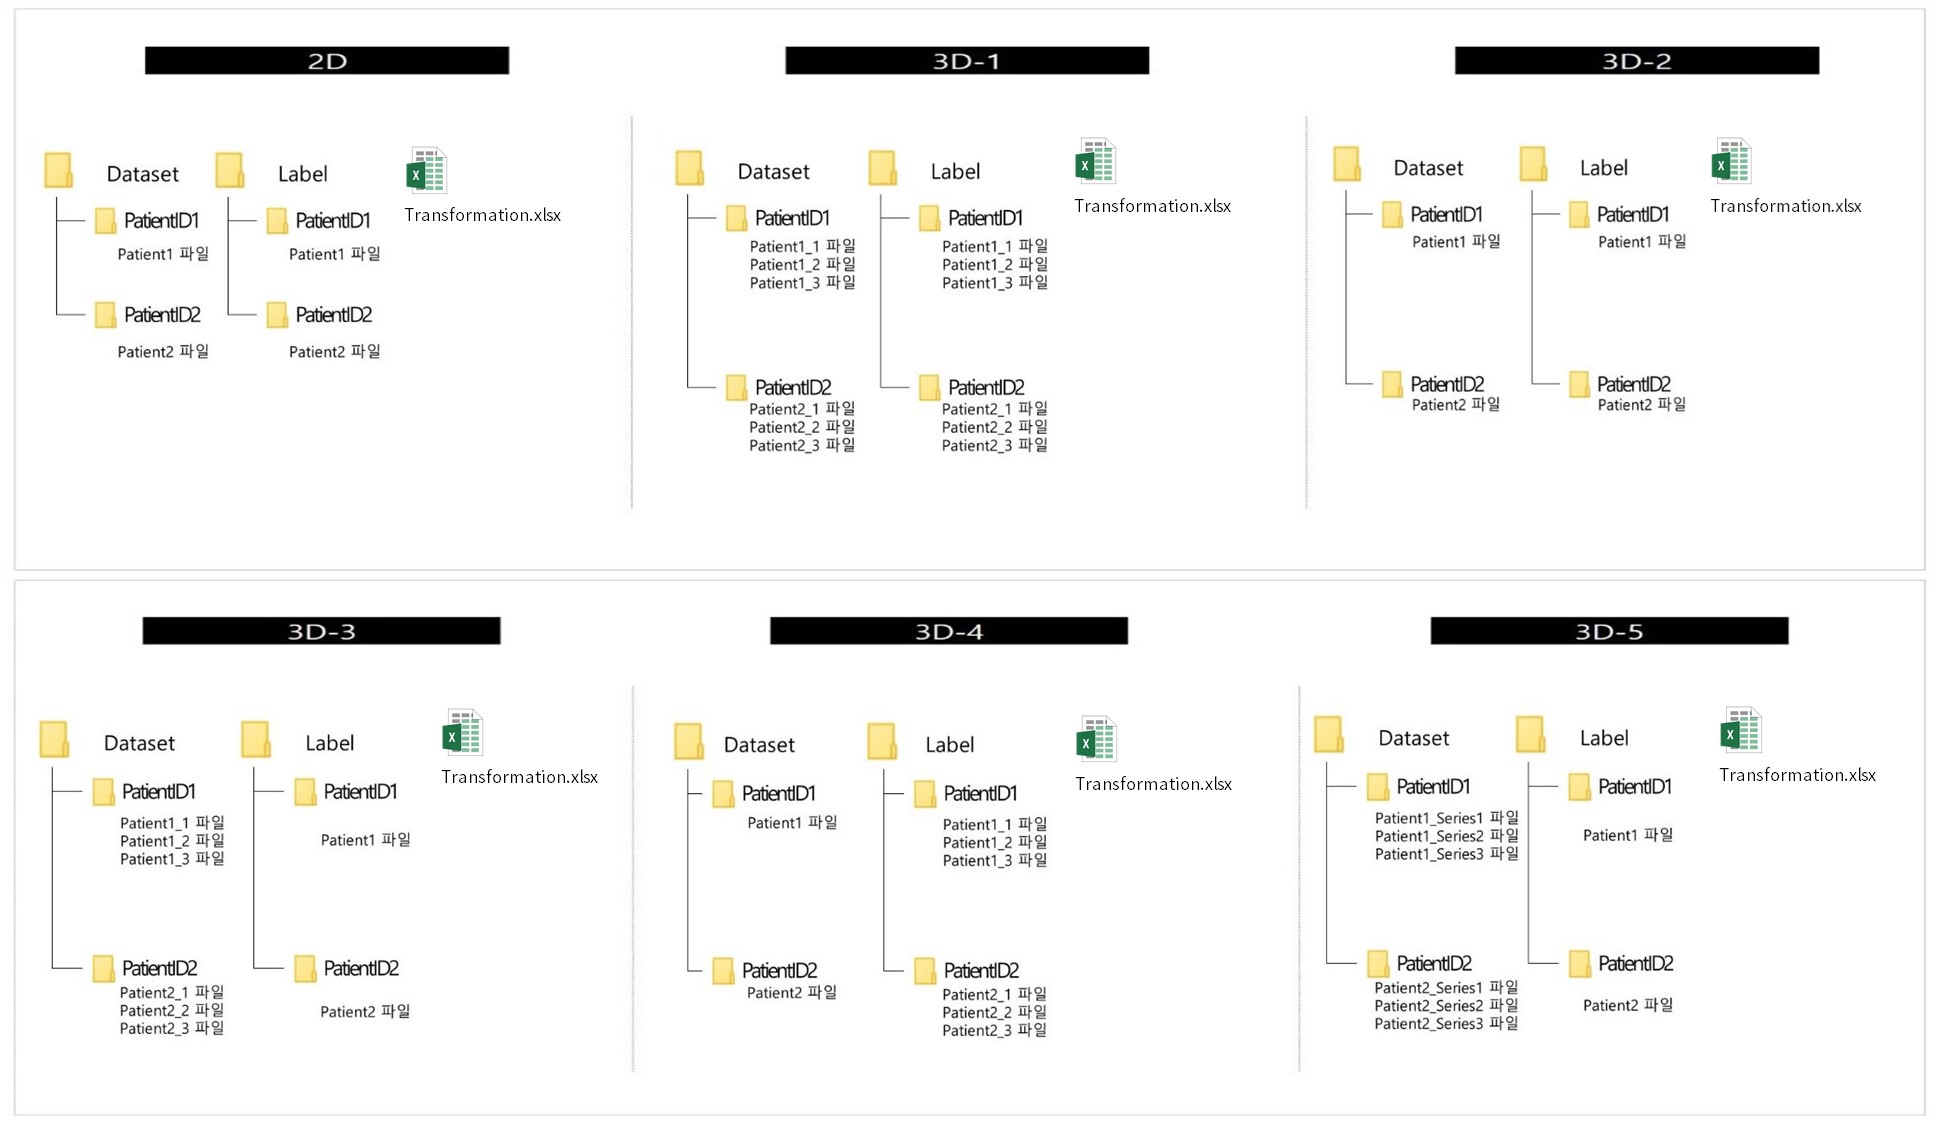 2D
Dataset
PatientID1
Patient1 파일
PatientID2
Patient2 파일
Label
PatientID1
Patient1 파일
PatientID2
Patient2 파일
Transformation.xlsx
3D-1
Dataset
PatientID1
Patient1_1 파일
Patient1_2 파일
Patient1_3 파일
PatientID2
Patient2_1 파일
Patient2_2 파일
Patient2_3 파일
Label
PatientID1
Patient1_1 파일
Patient1_2 파일
Patient1_3 파일
PatientID2
Patient2_1 파일
Patient2_2 파일
Patient2_3 파일
Transformation.xlsx
3D-2
Dataset
PatientID1
Patient1 파일
PatientID2
Patient2 파일
Label
PatientID1
Patient1 파일
PatientID2
Patient2 파일
Transformation.xlsx
3D-3
Dataset
PatientID1
Patient1_1 파일
Patient1_2 파일
Patient1_3 파일
PatientID2
Patient2_1 파일
Patient2_2 파일
Patient2_3 파일
Label
PatientID1
Patient1 파일
PatientID2
Patient2 파일
Transformation.xlsx
3D-4
Dataset
PatientID1
Patient1 파일
PatientID2
Patient2 파일
Label
PatientID1
Patient1_1 파일
Patient1_2 파일
Patient1_3 파일
PatientID2
Patient2_1 파일
Patient2_2 파일
Patient2_3 파일
Transformation.xlsx
3D-5
Dataset
PatientID1
Patient1_Series1 파일
Patient1_Series2 파일
Patient1_Series3 파일
PatientID2
Patient2_Series1 파일
Patient2_Series2 파일
Patient2_Series3 파일
Label
PatientID1
Patient1 파일
PatientID2
Patient2 파일
Transformation.xlsx